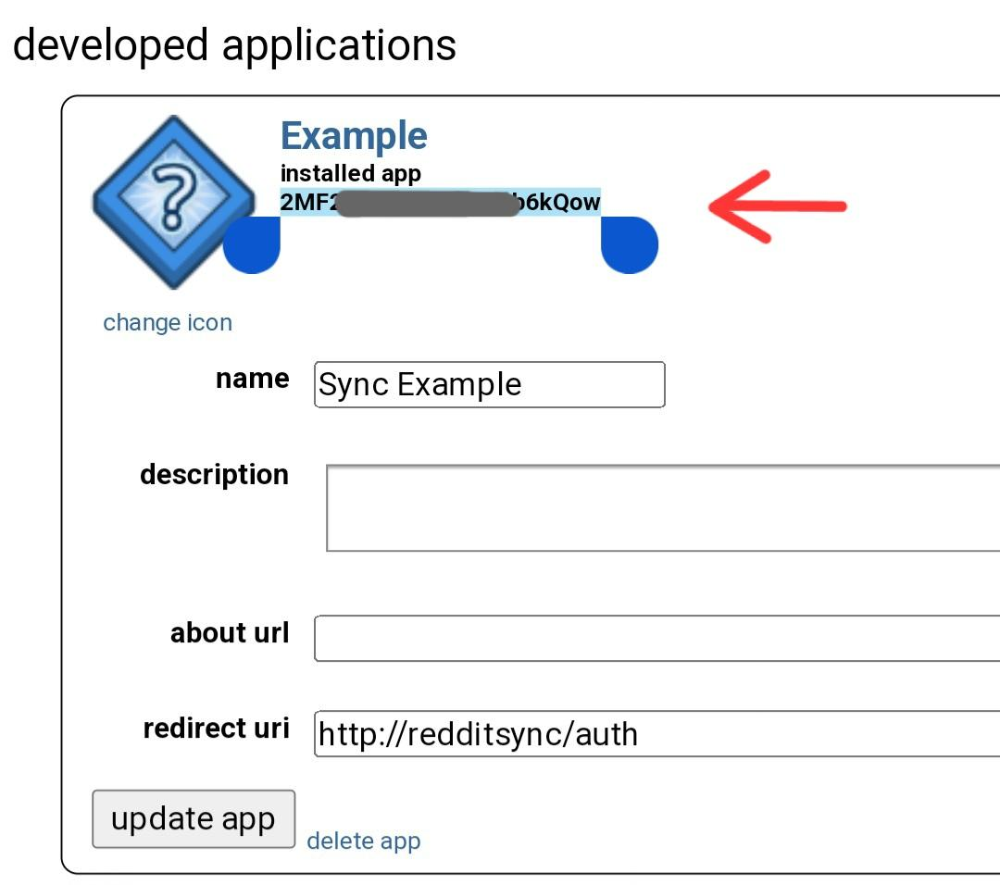 developed applications
Example
installed app
change icon
name
Sync Example
description
about url
redirect uri
http://redditsync/auth
update app
delete app